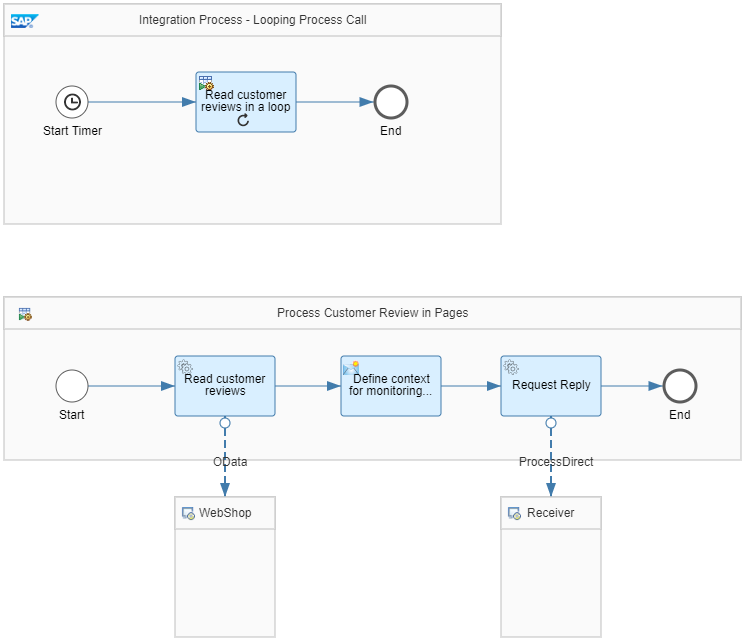 SAP
Integration Process - Looping Process Call
Read customer
reviews in a loop
Start Timer
End
Process Customer Review in Pages
Read customer
reviews
Define context
for monitoring...
Request Reply
Start
End
OData
ProcessDirect
WebShop
Receiver